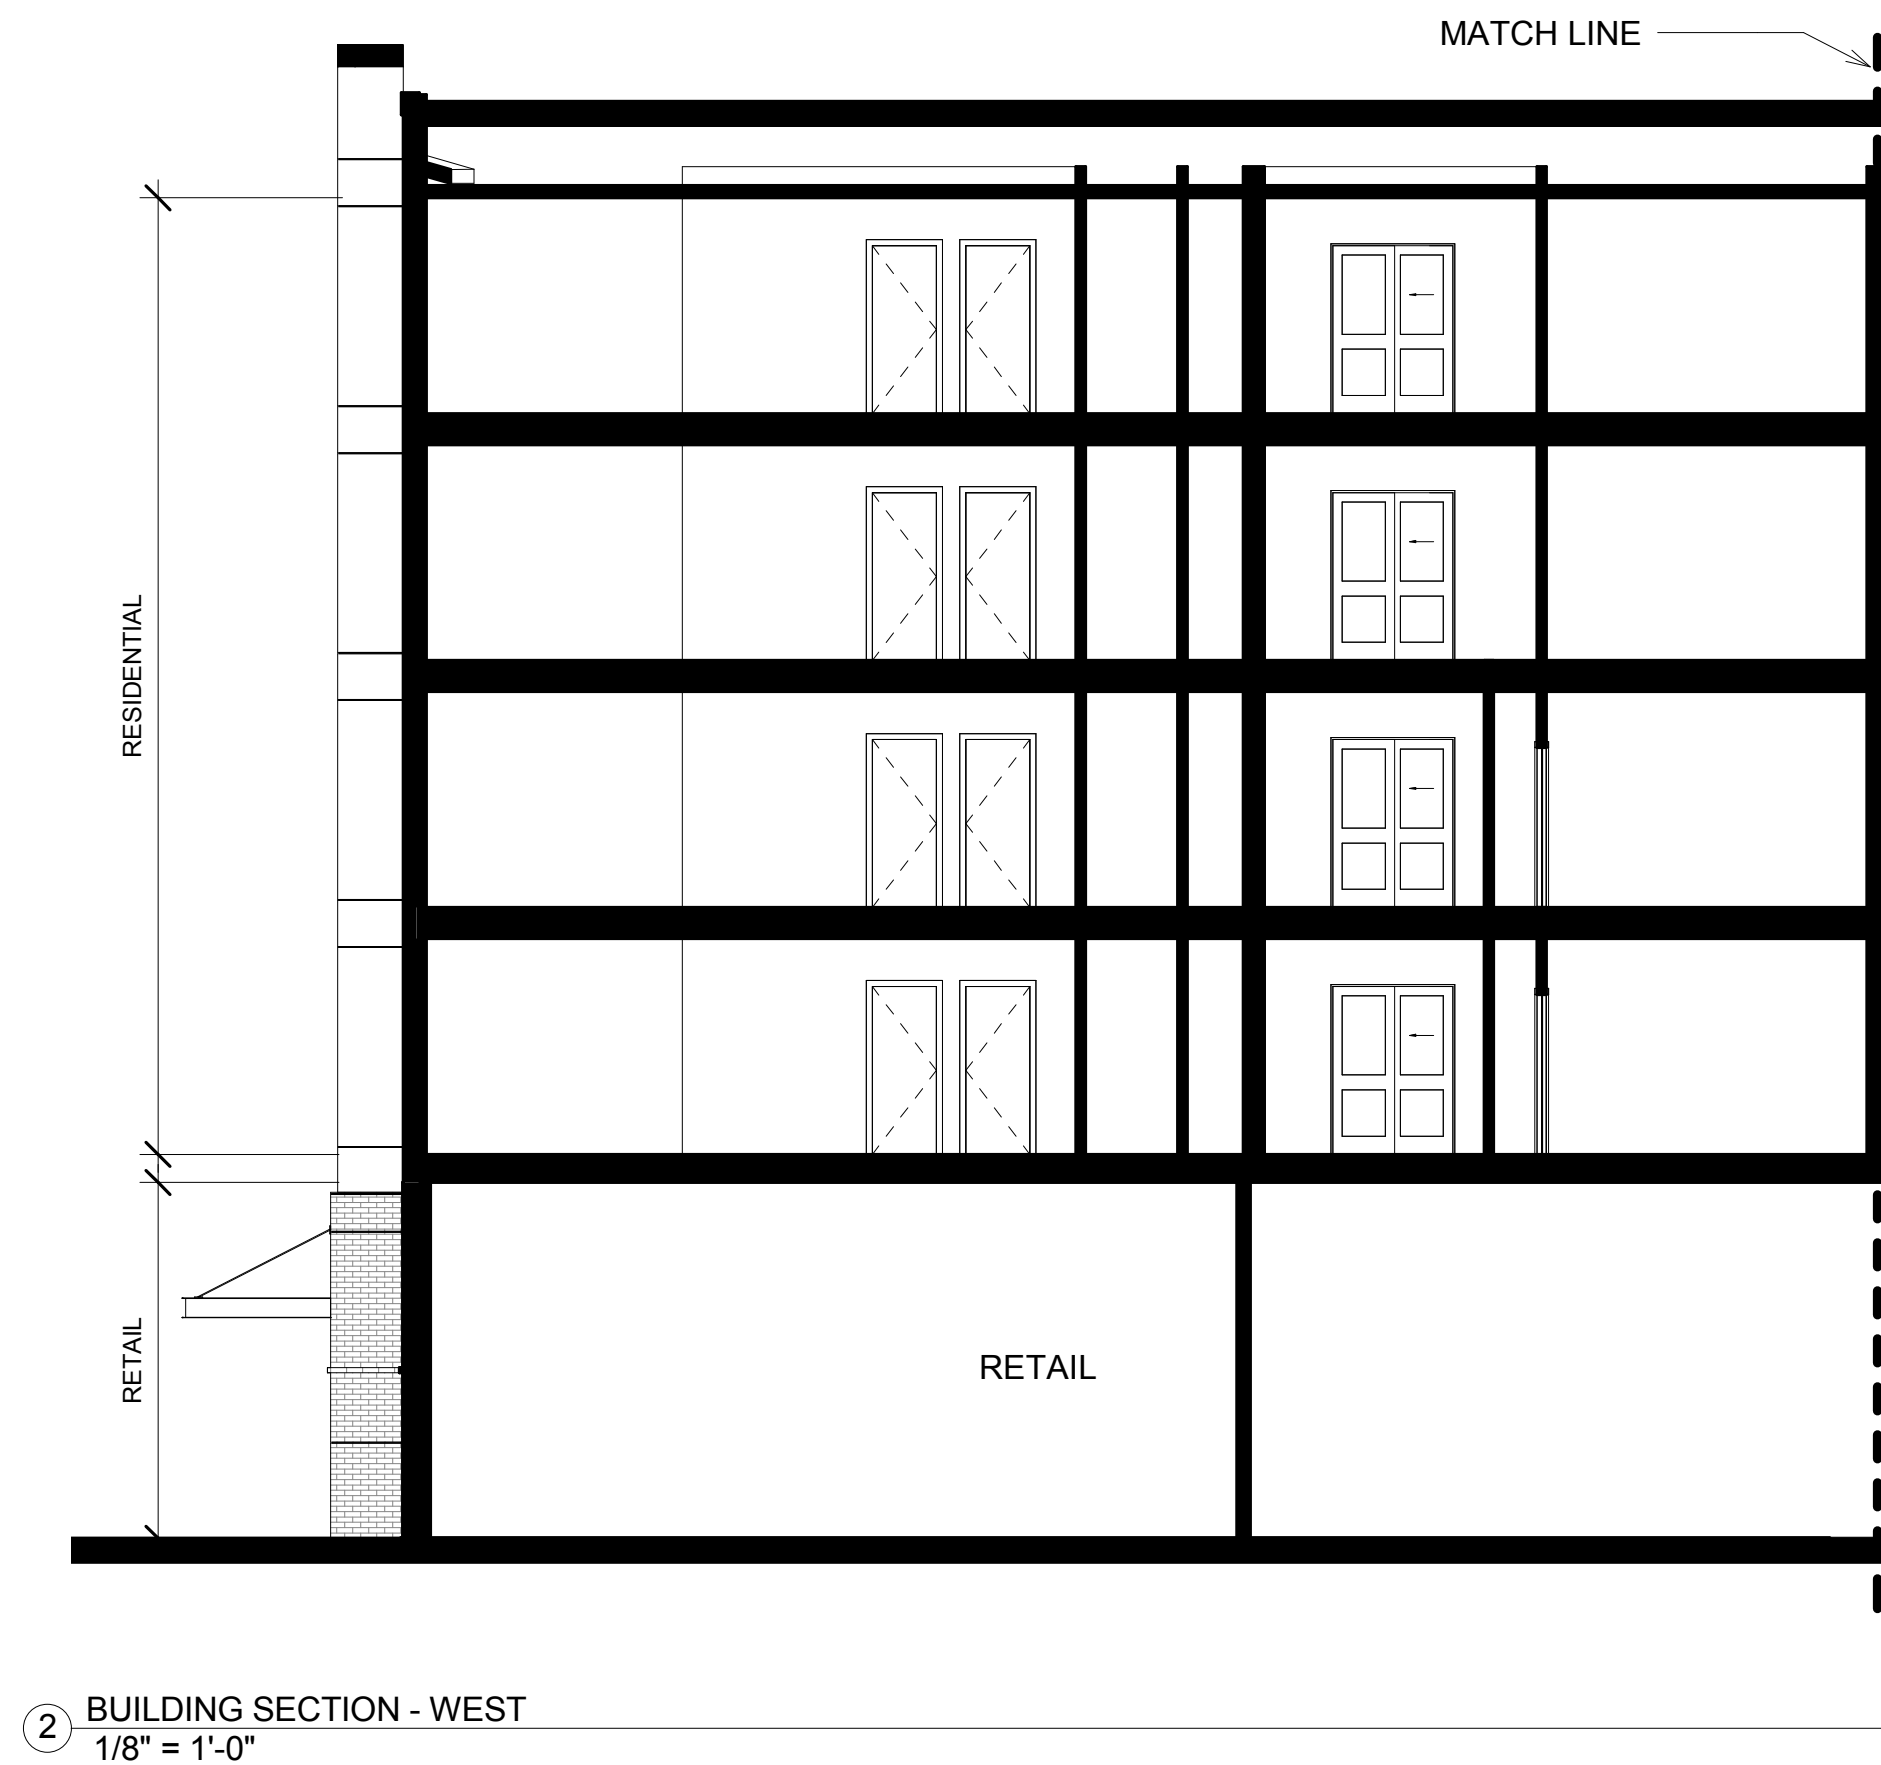 MATCH LINE
RESIDENTIAL
RETAIL
RETAIL
2
BUILDING SECTION - WEST
1/8" = 1'-0"